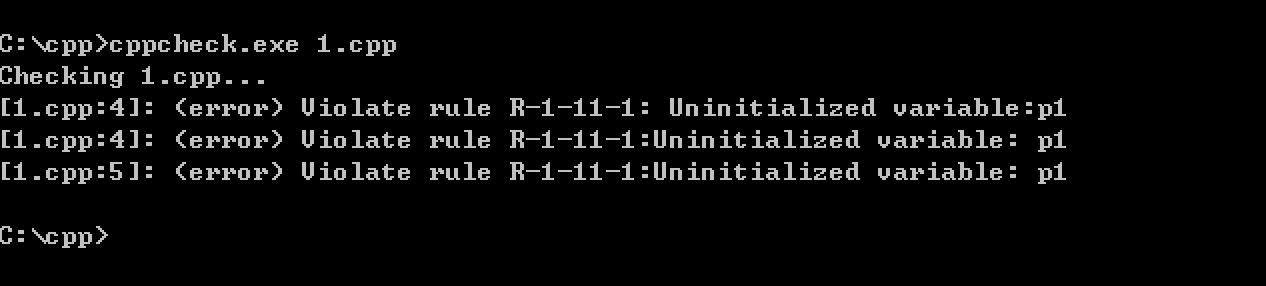 C:\cpp>cppcheck.exe 1.cpp
Checking 1.cpp...
[1.cpp:4]: (error) Violate rule R-1-11-1: Uninitialized variable:p1
[1.cpp:4]: (error) Violate rule R-1-11-1:Uninitialized variable: p1
[1.cpp:5]: (error) Violate rule R-1-11-1:Uninitialized variable: p1
C:\cpp>